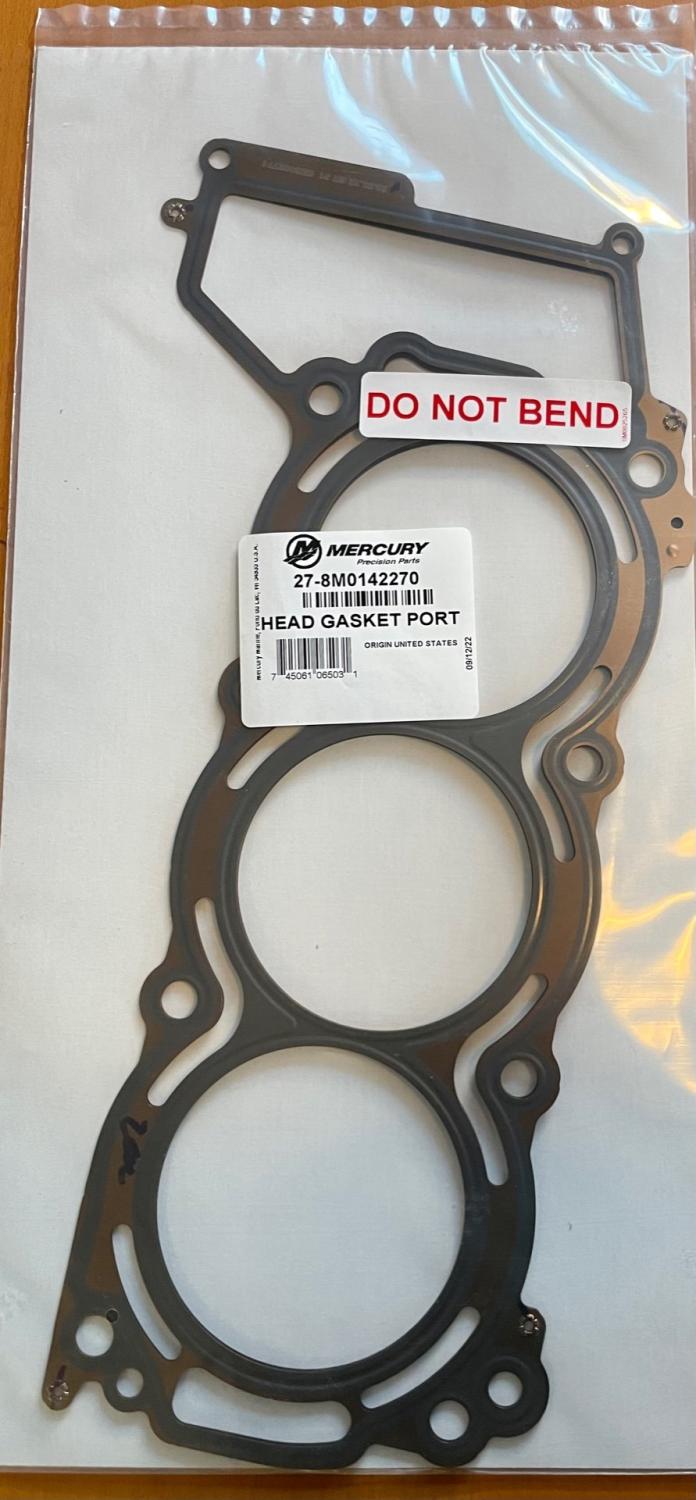 DO NOT BEND
8M0025265
MERCURY
Precision Parts
27-8M0142270
HEAD GASKET PORT
ORIGIN UNITED STATES
7 45061 06503 1
09/12/22